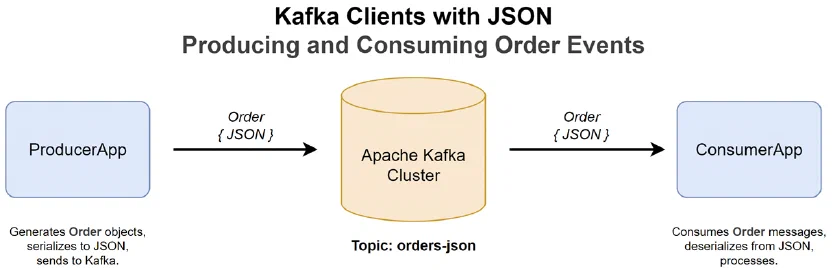 Kafka Clients with JSON
Producing and Consuming Order Events
Order
{ JSON }
Order
{ JSON }
ProducerApp
Apache Kafka
Cluster
ConsumerApp
Generates Order objects,
serializes to JSON,
sends to Kafka.
Topic: orders-json
Consumes Order messages,
deserializes from JSON,
processes.